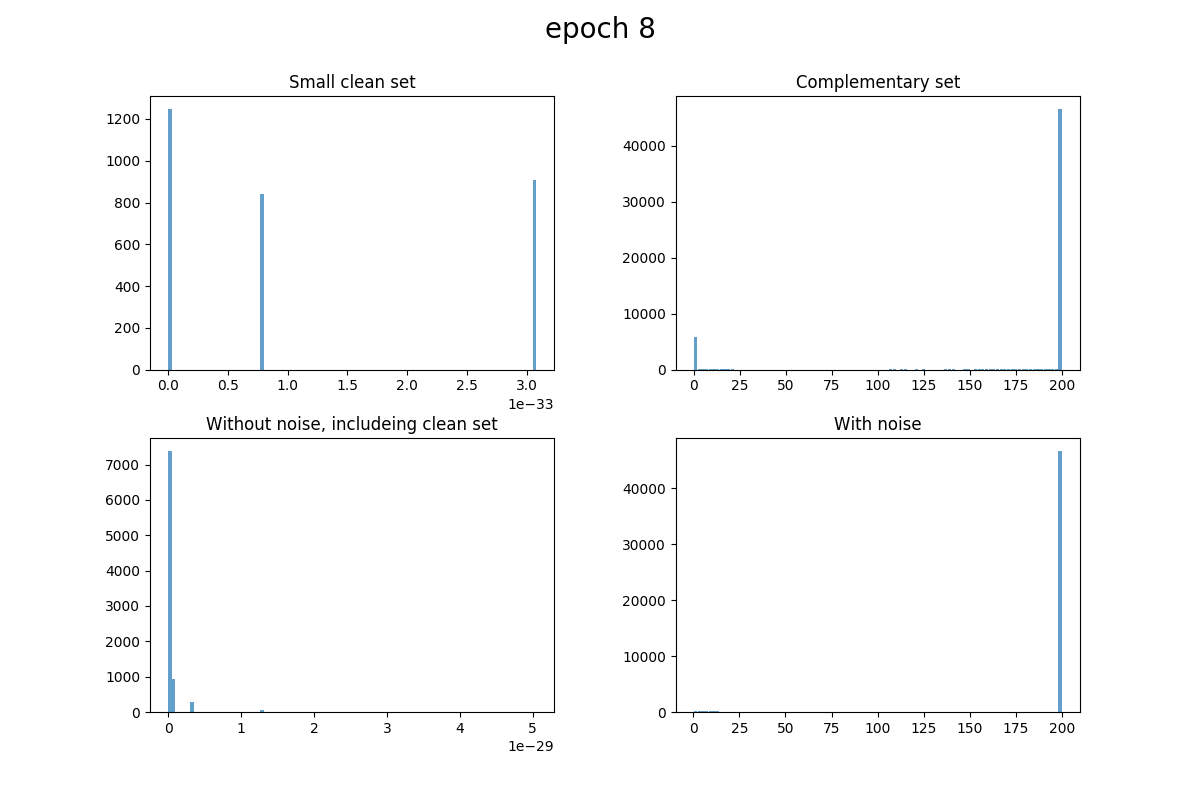 epoch 8
Small clean set
1200
1000
800
600
400
200
0
0.0 0.5 1.0 1.5 2.0 2.5 3.0
1e−33
Complementary set
40000
30000
20000
10000
0
0 25 50 75 100 125 150 175 200
Without noise, includeing clean set
7000
6000
5000
4000
3000
2000
1000
0
0 1 2 3 4 5
1e−29
With noise
40000
30000
20000
10000
0
0 25 50 75 100 125 150 175 200